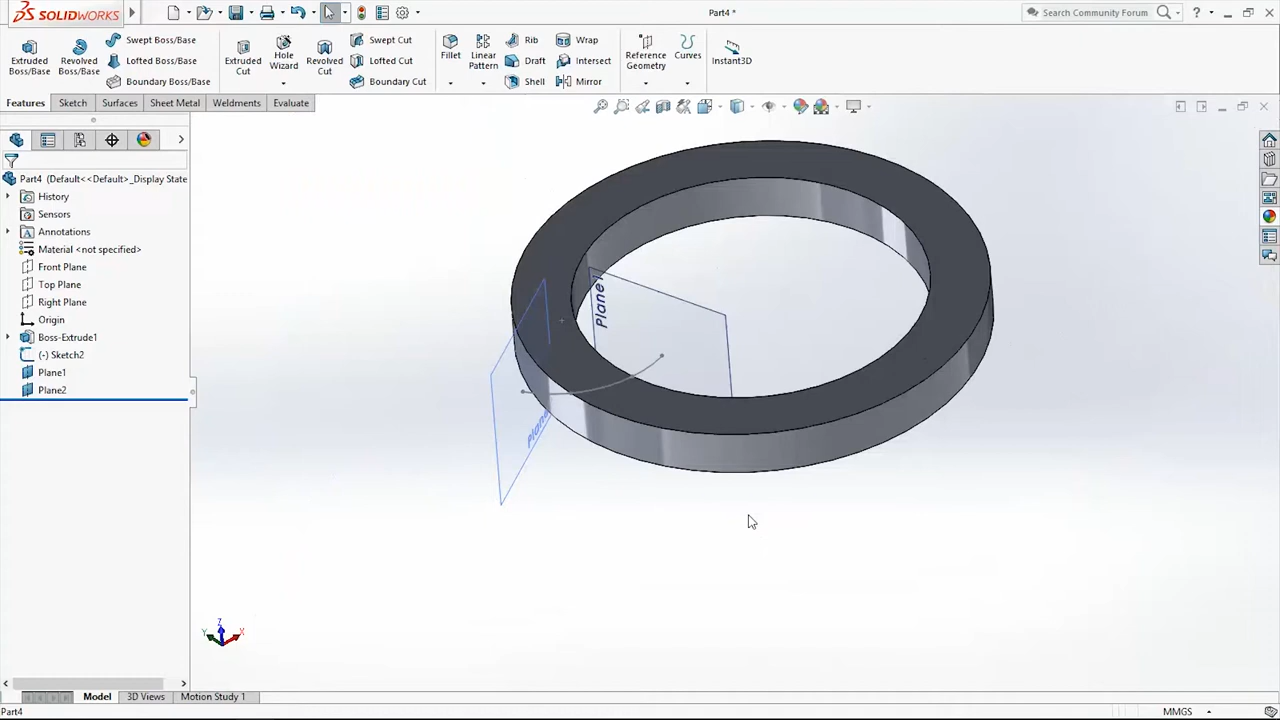 SOLIDWORKS
Part4 *
Search Community Forum
?
Extruded Boss/Base
Revolved Boss/Base
Swept Boss/Base
Lofted Boss/Base
Boundary Boss/Base
Extruded Cut
Hole Wizard
Revolved Cut
Swept Cut
Lofted Cut
Boundary Cut
Fillet
Linear Pattern
Rib
Draft
Shell
Wrap
Intersect
Mirror
Reference Geometry
Curves
Instant3D
Features
Sketch
Surfaces
Sheet Metal
Weldments
Evaluate
Part4 (Default<<Default>_Display State
History
Sensors
Annotations
Material <not specified>
Front Plane
Top Plane
Right Plane
Origin
Boss-Extrude1
(-) Sketch2
Plane1
Plane2
Plane1
Plane
Z
Y
X
Model
3D Views
Motion Study 1
Part4
MMGS